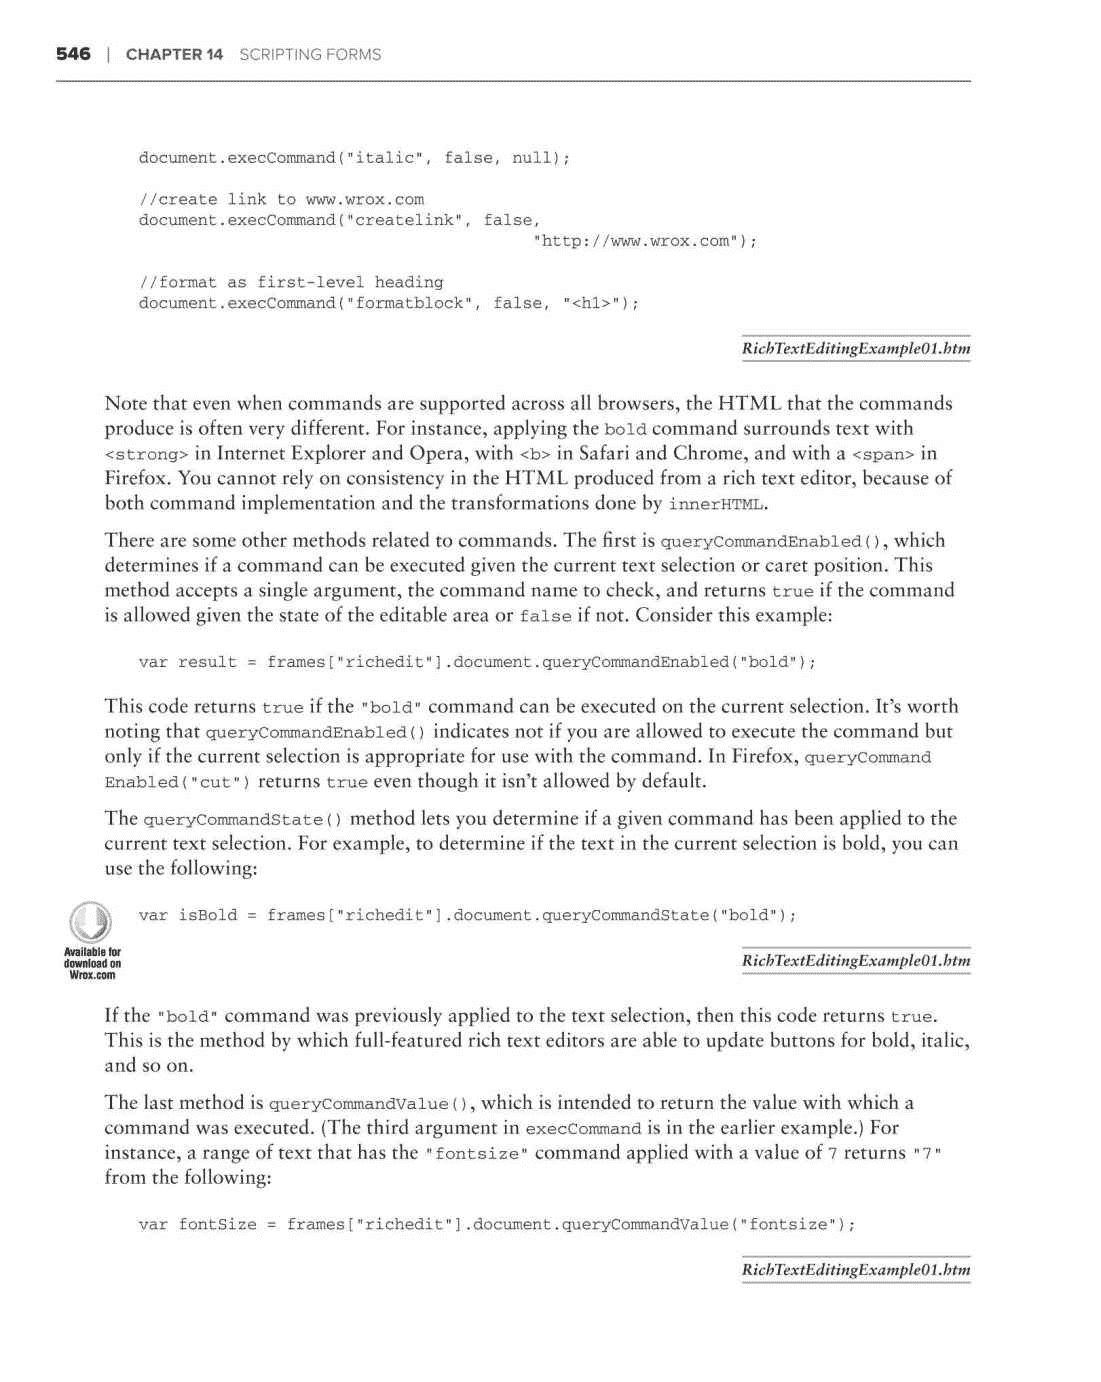 546 | CHAPTER 14 SCRIPTING FORMS
document.execCommand("italic", false, null);
//create link to www.wrox.com
document.execCommand("createlink", false,
"http://www.wrox.com");
//format as first-level heading
document.execCommand("formatblock", false, "<h1>");
RichTextEditingExample01.htm
Note that even when commands are supported across all browsers, the HTML that the commands
produce is often very different. For instance, applying the bold command surrounds text with
<strong> in Internet Explorer and Opera, with <b> in Safari and Chrome, and with a <span> in
Firefox. You cannot rely on consistency in the HTML produced from a rich text editor, because of
both command implementation and the transformations done by innerHTML.
There are some other methods related to commands. The first is queryCommandEnabled(), which
determines if a command can be executed given the current text selection or caret position. This
method accepts a single argument, the command name to check, and returns true if the command
is allowed given the state of the editable area or false if not. Consider this example:
var result = frames["richedit"].document.queryCommandEnabled("bold");
This code returns true if the "bold" command can be executed on the current selection. It's worth
noting that queryCommandEnabled() indicates not if you are allowed to execute the command but
only if the current selection is appropriate for use with the command. In Firefox, queryCommand
Enabled("cut") returns true even though it isn't allowed by default.
The queryCommandState() method lets you determine if a given command has been applied to the
current text selection. For example, to determine if the text in the current selection is bold, you can
use the following:
var isBold = frames["richedit"].document.queryCommandState("bold");
Available for
download on
Wrox.com
RichTextEditingExample01.htm
If the "bold" command was previously applied to the text selection, then this code returns true.
This is the method by which full-featured rich text editors are able to update buttons for bold, italic,
and so on.
The last method is queryCommandValue(), which is intended to return the value with which a
command was executed. (The third argument in execCommand is in the earlier example.) For
instance, a range of text that has the "fontsize" command applied with a value of 7 returns "7"
from the following:
var fontSize = frames["richedit"].document.queryCommandValue("fontsize");
RichTextEditingExample01.htm